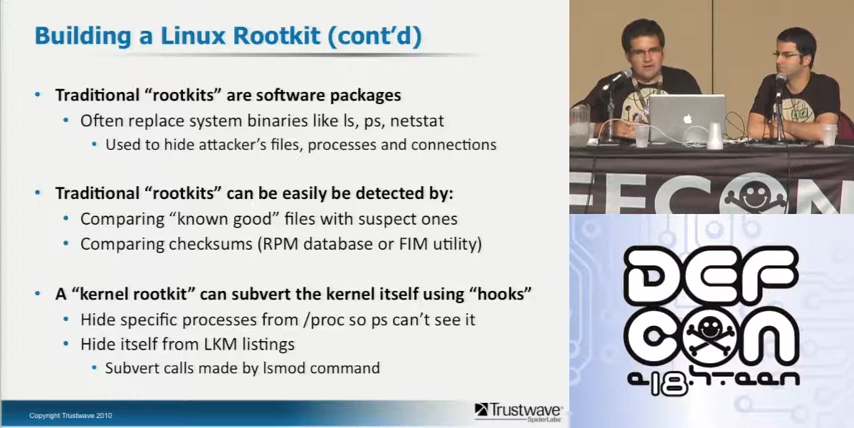 Building a Linux Rootkit (cont’d)
• Traditional “rootkits” are software packages
• Often replace system binaries like ls, ps, netstat
• Used to hide attacker’s files, processes and connections
• Traditional “rootkits” can be easily be detected by:
• Comparing “known good” files with suspect ones
• Comparing checksums (RPM database or FIM utility)
• A “kernel rootkit” can subvert the kernel itself using “hooks”
• Hide specific processes from /proc so ps can’t see it
• Hide itself from LKM listings
• Subvert calls made by lsmod command
Copyright Trustwave 2010
Trustwave®
SpiderLabs
DEFCON
DEF
CON
18